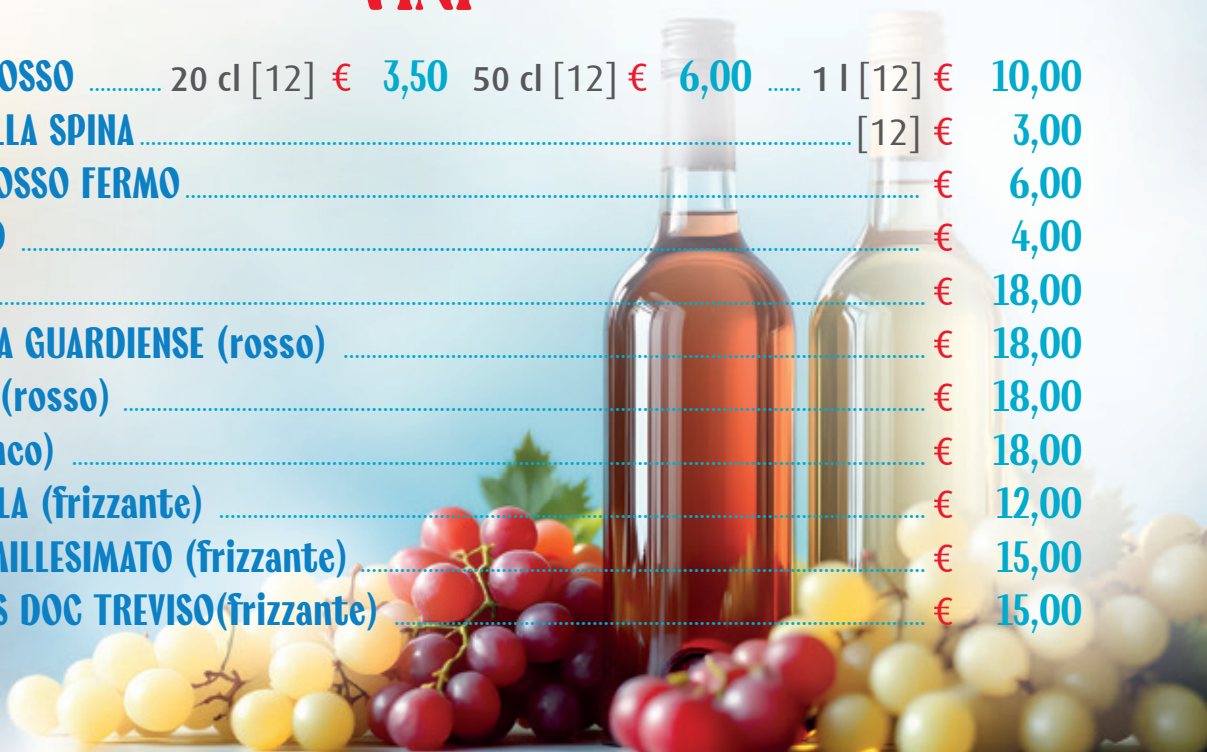 VINI
OSSO ............ 20 cl [12] € 3,50 50 cl [12] € 6,00 ...... 1 l [12] € 10,00
LLA SPINA ............ [12] € 3,00
OSSO FERMO ............ € 6,00
O ............ € 4,00
............ € 18,00
A GUARDIENSE (rosso) ............ € 18,00
(rosso) ............ € 18,00
nco) ............ € 18,00
LA (frizzante) ............ € 12,00
MILLESIMATO (frizzante) ............ € 15,00
S DOC TREVISO(frizzante) ............ € 15,00